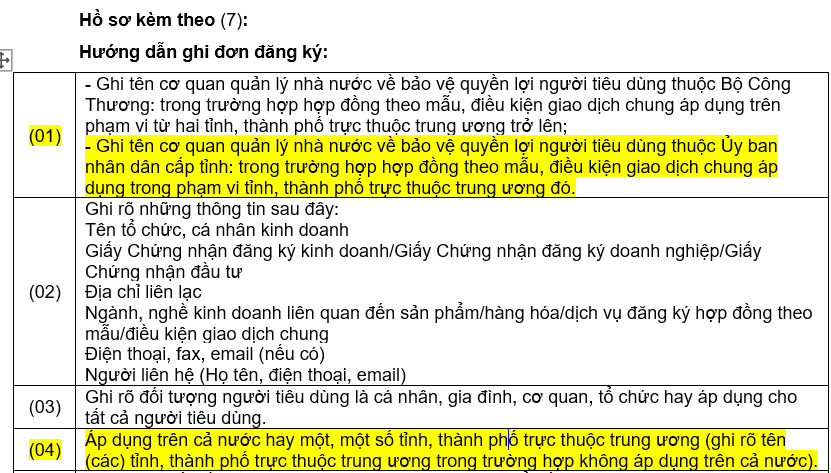 Hồ sơ kèm theo (7):
Hướng dẫn ghi đơn đăng ký:
(01)
- Ghi tên cơ quan quản lý nhà nước về bảo vệ quyền lợi người tiêu dùng thuộc Bộ Công
Thương: trong trường hợp hợp đồng theo mẫu, điều kiện giao dịch chung áp dụng trên
phạm vi từ hai tỉnh, thành phố trực thuộc trung ương trở lên;
- Ghi tên cơ quan quản lý nhà nước về bảo vệ quyền lợi người tiêu dùng thuộc Ủy ban
nhân dân cấp tỉnh: trong trường hợp hợp đồng theo mẫu, điều kiện giao dịch chung áp
dụng trong phạm vi tỉnh, thành phố trực thuộc trung ương đó.
(02)
Ghi rõ những thông tin sau đây:
Tên tổ chức, cá nhân kinh doanh
Giấy Chứng nhận đăng ký kinh doanh/Giấy Chứng nhận đăng ký doanh nghiệp/Giấy
Chứng nhận đầu tư
Địa chỉ liên lạc
Ngành, nghề kinh doanh liên quan đến sản phẩm/hàng hóa/dịch vụ đăng ký hợp đồng theo
mẫu/điều kiện giao dịch chung
Điện thoại, fax, email (nếu có)
Người liên hệ (Họ tên, điện thoại, email)
(03)
Ghi rõ đối tượng người tiêu dùng là cá nhân, gia đình, cơ quan, tổ chức hay áp dụng cho
tất cả người tiêu dùng.
(04)
Áp dụng trên cả nước hay một, một số tỉnh, thành phố trực thuộc trung ương (ghi rõ tên
(các) tỉnh, thành phố trực thuộc trung ương trong trường hợp không áp dụng trên cả nước).